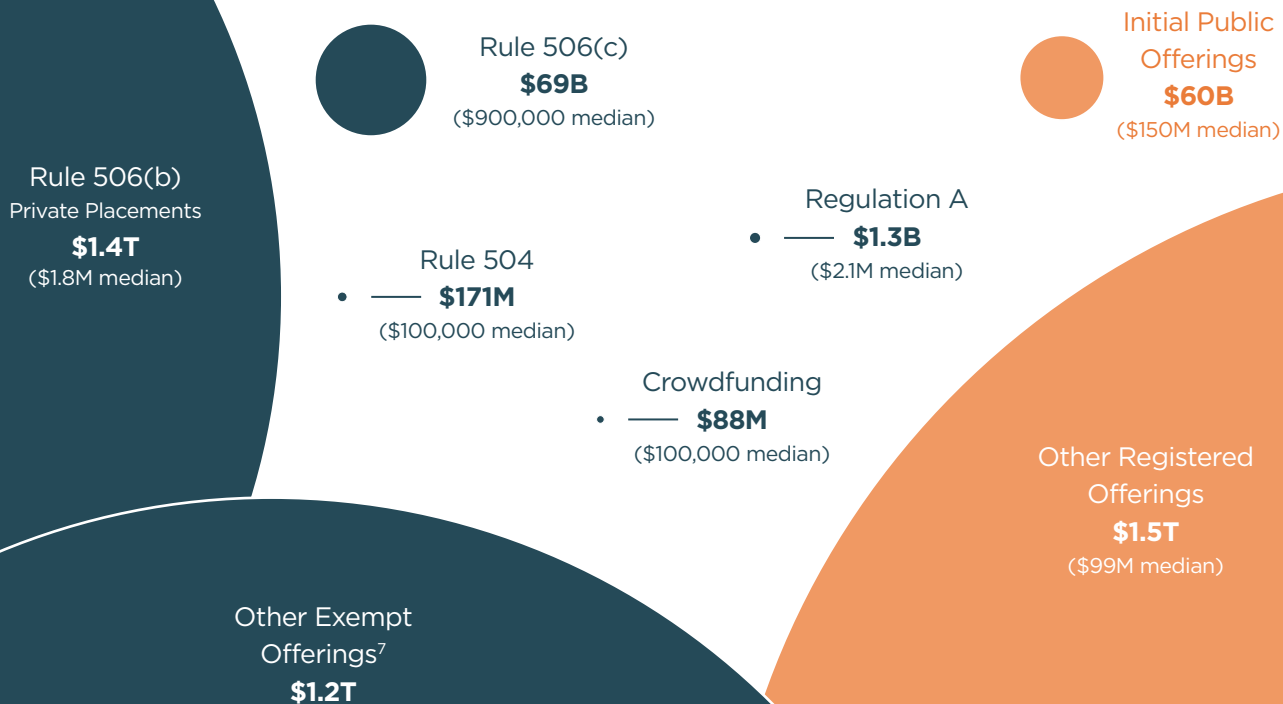 Rule 506(c)
$69B
($900,000 median)
Initial Public
Offerings
$60B
($150M median)
Rule 506(b)
Private Placements
$1.4T
($1.8M median)
Regulation A
$1.3B
($2.1M median)
Rule 504
$171M
($100,000 median)
Crowdfunding
$88M
($100,000 median)
Other Registered
Offerings
$1.5T
($99M median)
Other Exempt
Offerings⁷
$1.2T